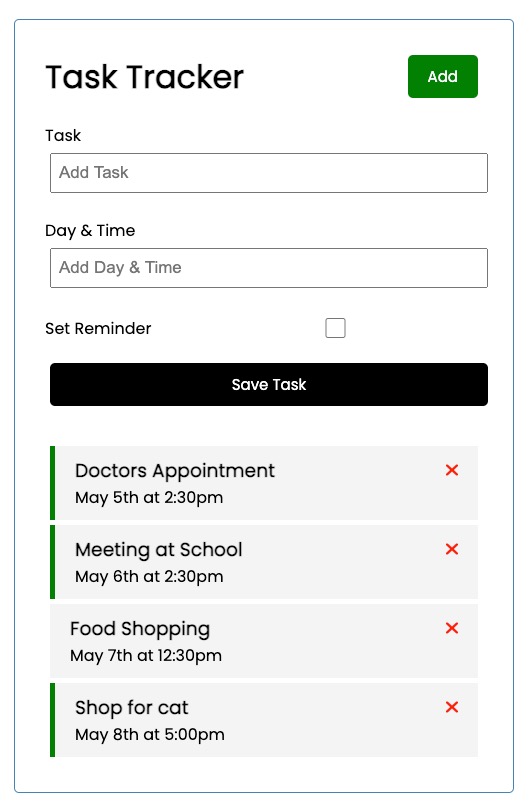 Task Tracker
Add
Task
Add Task
Day & Time
Add Day & Time
Set Reminder
Save Task
Doctors Appointment
May 5th at 2:30pm
Meeting at School
May 6th at 2:30pm
Food Shopping
May 7th at 12:30pm
Shop for cat
May 8th at 5:00pm